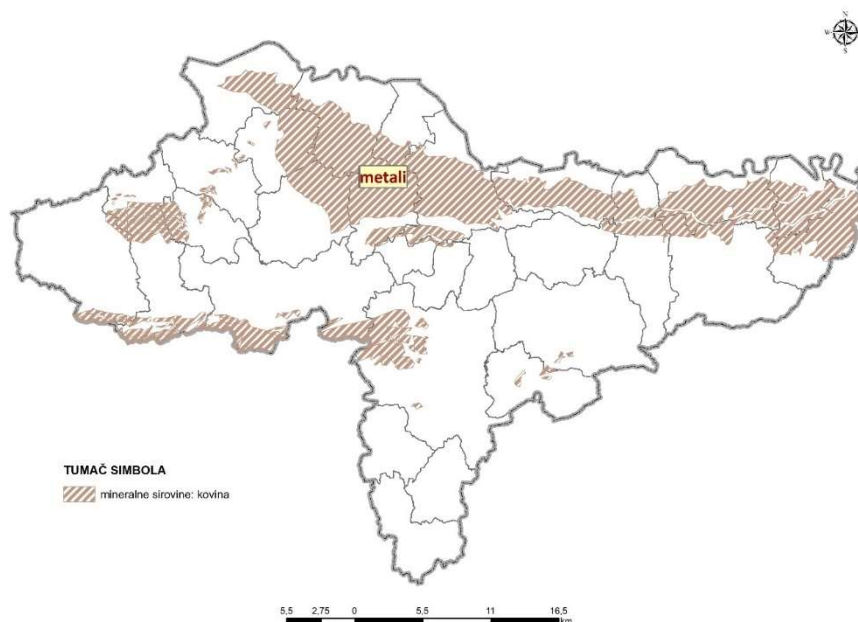 N
W E
S
metali
TUMAČ SIMBOLA
mineralne sirovine: kovina
5,5 2,75 0 5,5 11 16,5
km